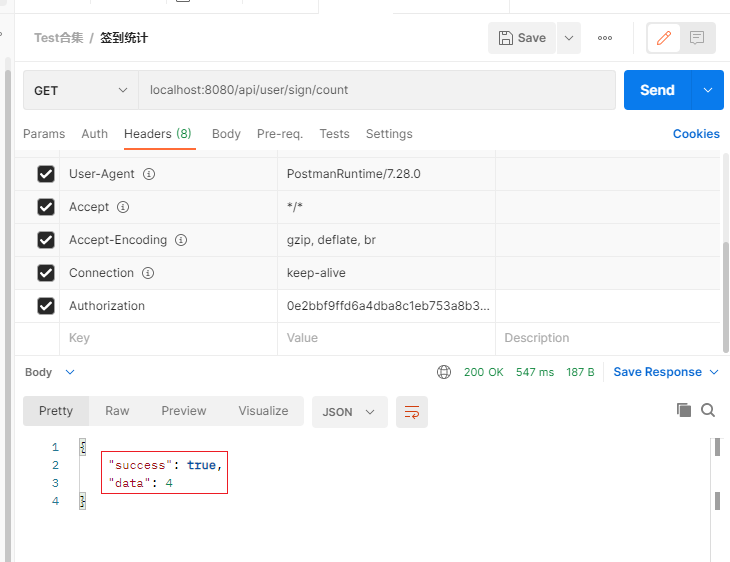 Test合集 / 签到统计
Save
GET
localhost:8080/api/user/sign/count
Send
Params Auth Headers (8) Body Pre-req. Tests Settings Cookies
User-Agent PostmanRuntime/7.28.0
Accept */*
Accept-Encoding gzip, deflate, br
Connection keep-alive
Authorization 0e2bbf9ffd6a4dba8c1eb753a8b3...
Key Value Description
Body 200 OK 547 ms 187 B Save Response
Pretty Raw Preview Visualize JSON
1 {
2 "success": true,
3 "data": 4
4 }